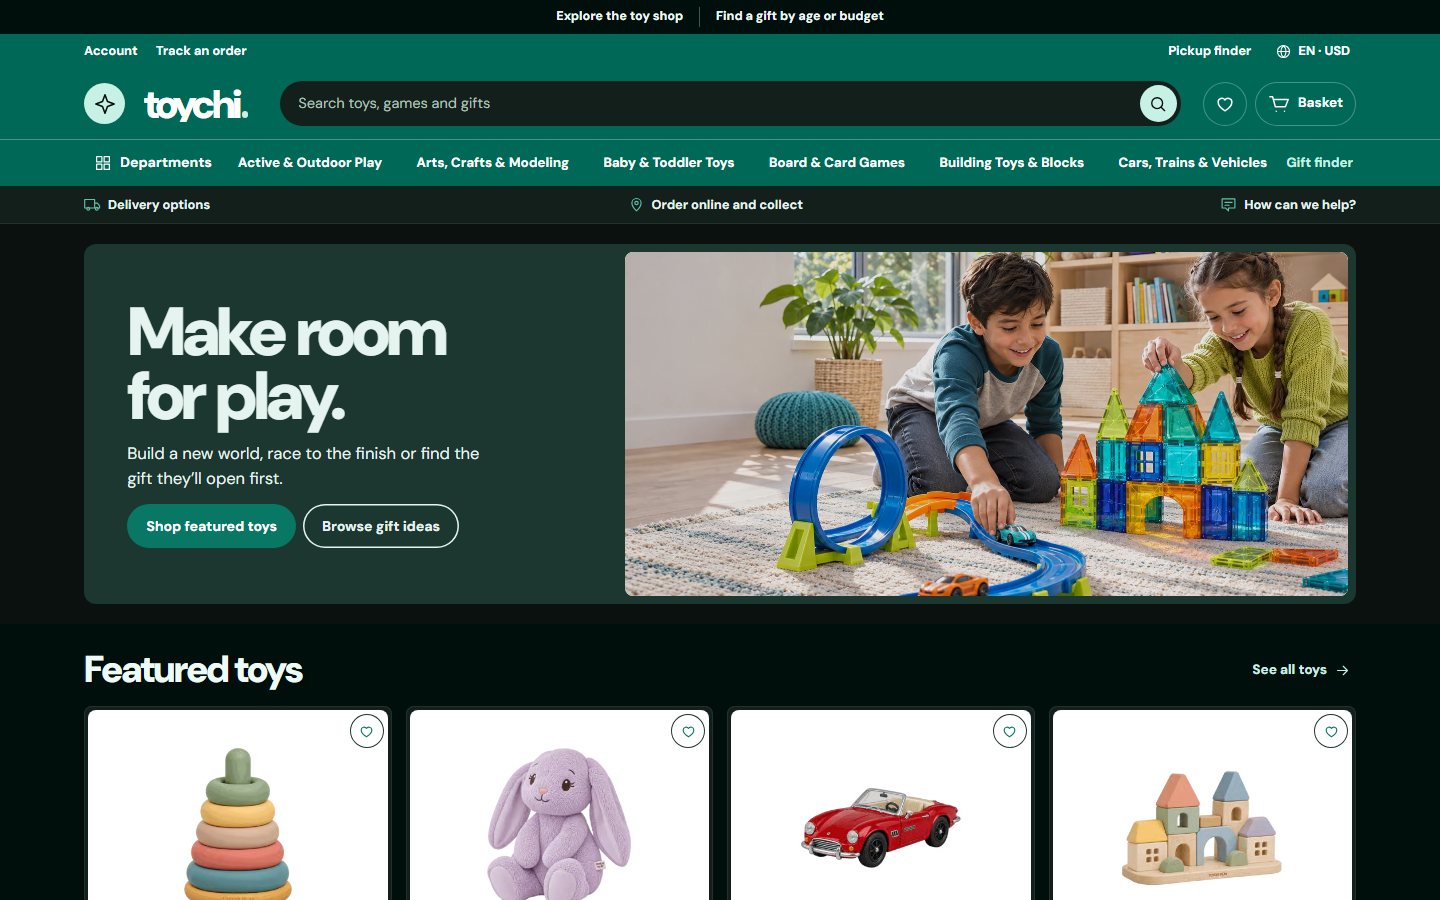 Explore the toy shop
Find a gift by age or budget
Account
Track an order
Pickup finder
EN · USD
toychi.
Search toys, games and gifts
Basket
Departments
Active & Outdoor Play
Arts, Crafts & Modeling
Baby & Toddler Toys
Board & Card Games
Building Toys & Blocks
Cars, Trains & Vehicles
Gift finder
Delivery options
Order online and collect
How can we help?
Make room
for play.
Build a new world, race to the finish or find the
gift they’ll open first.
Shop featured toys
Browse gift ideas
Featured toys
See all toys